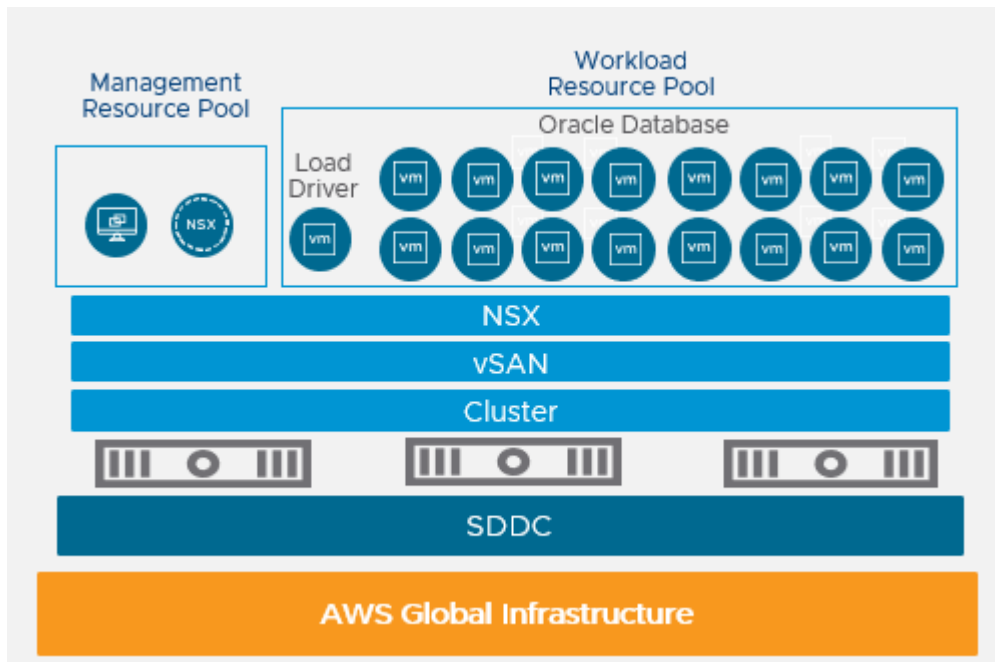 Management
Resource Pool
Workload
Resource Pool
Oracle Database
Load
Driver
vm vm vm vm vm vm vm vm
NSX
vm
vm vm vm vm vm vm vm vm
NSX
vSAN
Cluster
SDDC
AWS Global Infrastructure